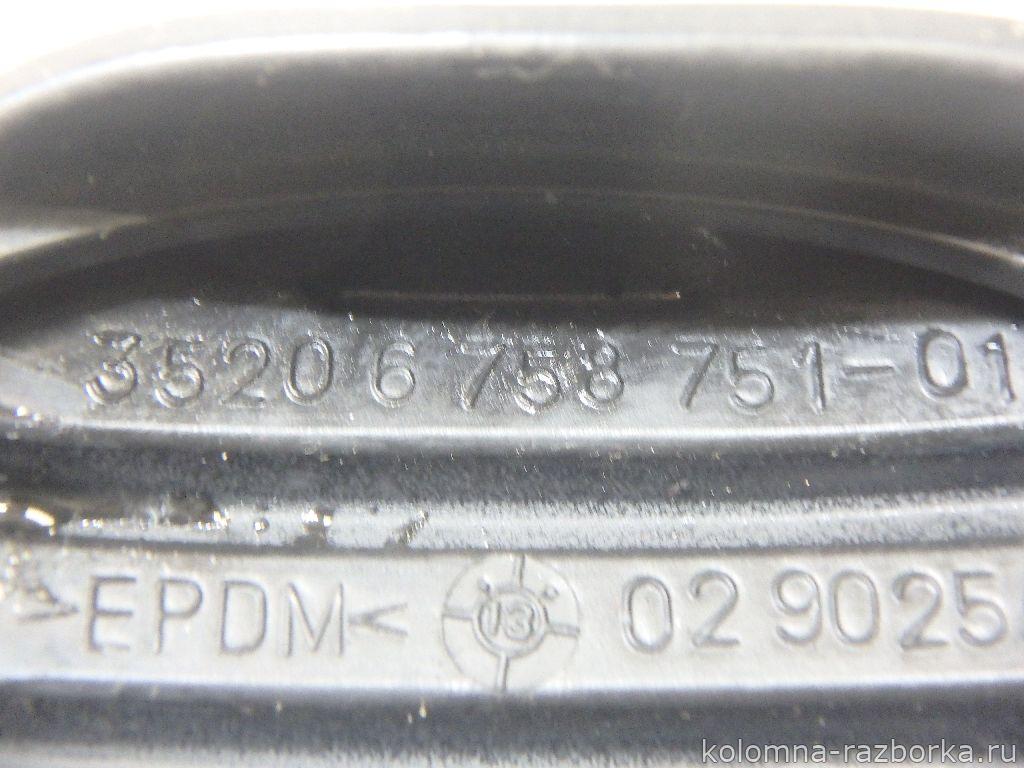 35206 758 751-01
>EPDM< 13 02 9025
kolomna-razborka.ru